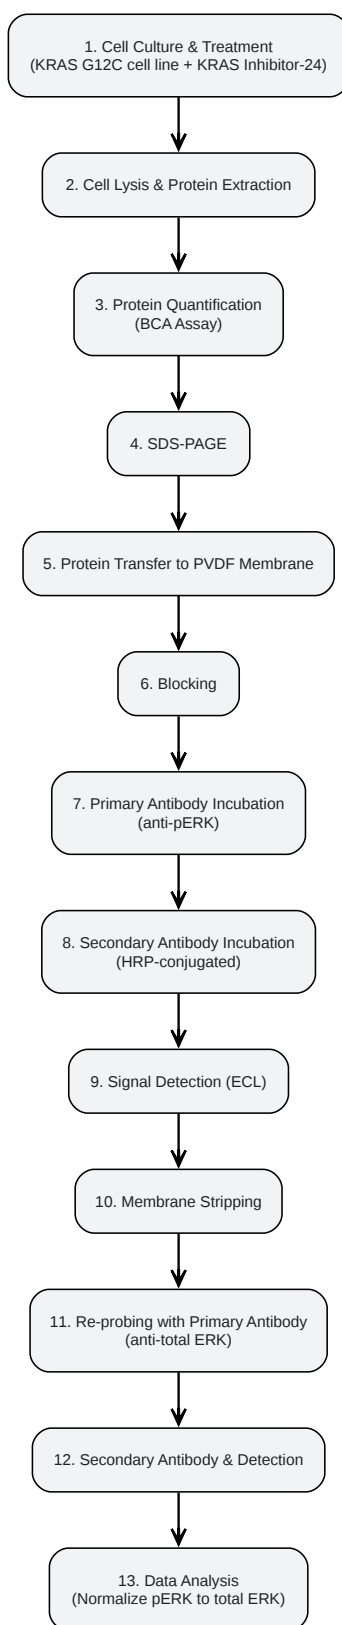 1. Cell Culture & Treatment
(KRAS G12C cell line + KRAS Inhibitor-24)
2. Cell Lysis & Protein Extraction
3. Protein Quantification
(BCA Assay)
4. SDS-PAGE
5. Protein Transfer to PVDF Membrane
6. Blocking
7. Primary Antibody Incubation
(anti-pERK)
8. Secondary Antibody Incubation
(HRP-conjugated)
9. Signal Detection (ECL)
10. Membrane Stripping
11. Re-probing with Primary Antibody
(anti-total ERK)
12. Secondary Antibody & Detection
13. Data Analysis
(Normalize pERK to total ERK)